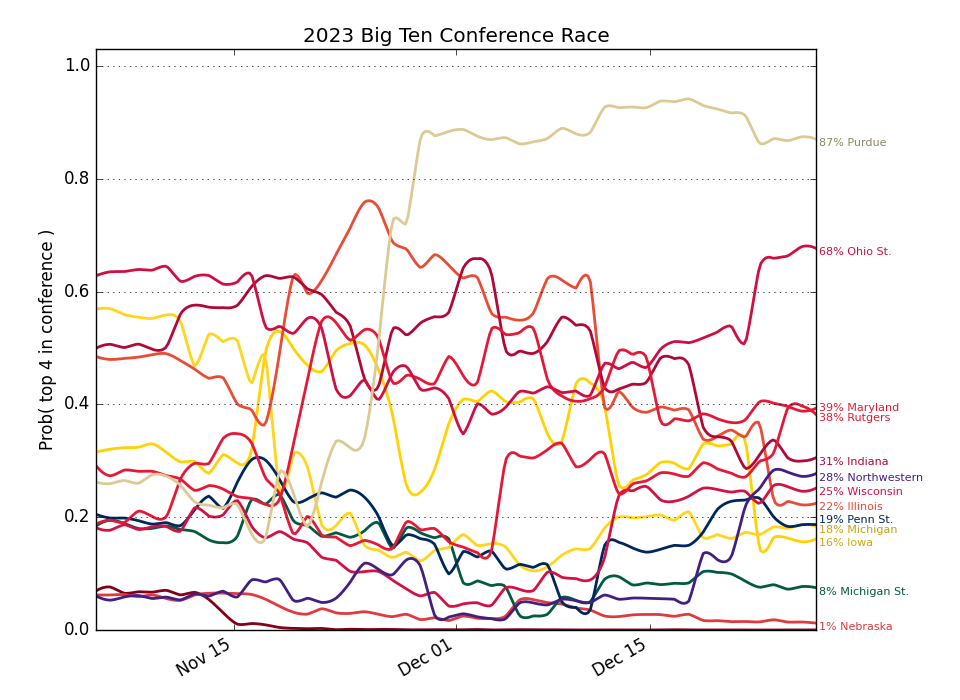 2023 Big Ten Conference Race
Prob( top 4 in conference )
1.0
0.8
0.6
0.4
0.2
0.0
Nov 15
Dec 01
Dec 15
87% Purdue
68% Ohio St.
39% Maryland
38% Rutgers
31% Indiana
28% Northwestern
25% Wisconsin
22% Illinois
19% Penn St.
18% Michigan
16% Iowa
8% Michigan St.
1% Nebraska